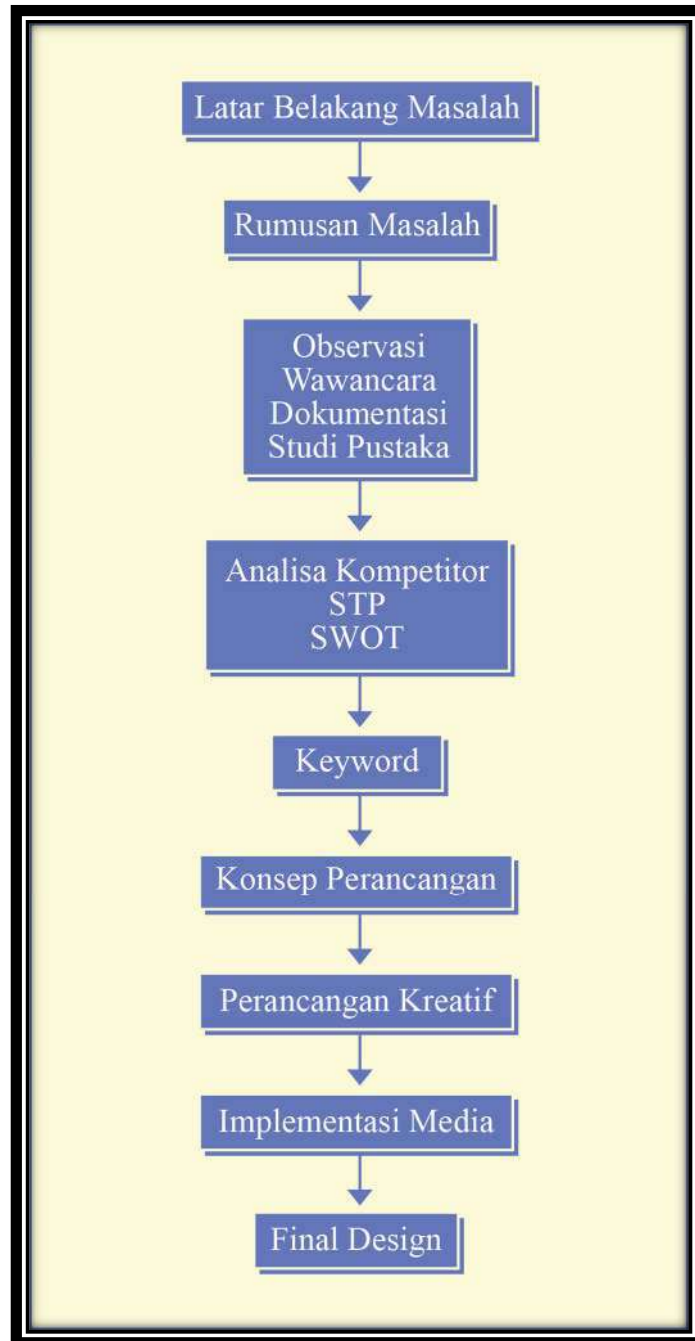 Latar Belakang Masalah
Rumusan Masalah
Observasi
Wawancara
Dokumentasi
Studi Pustaka
Analisa Kompetitor
STP
SWOT
Keyword
Konsep Perancangan
Perancangan Kreatif
Implementasi Media
Final Design